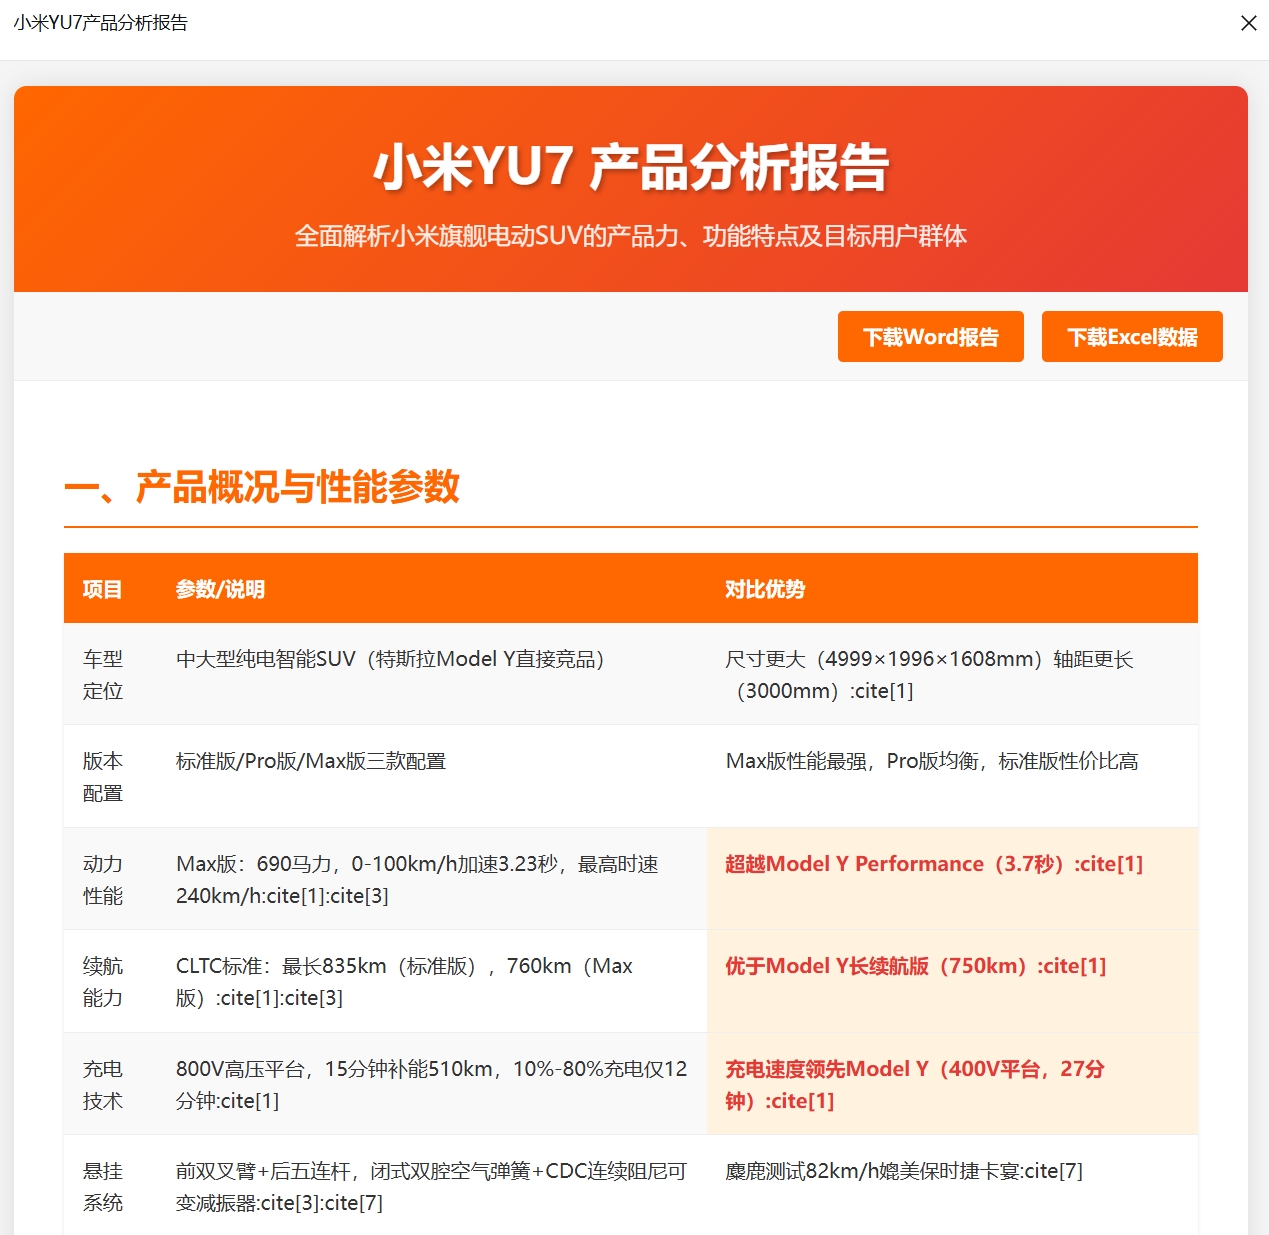 小米YU7产品分析报告
小米YU7 产品分析报告
全面解析小米旗舰电动SUV的产品力、功能特点及目标用户群体
下载Word报告 下载Excel数据
一、产品概况与性能参数
项目 参数/说明 对比优势
车型 中大型纯电智能SUV（特斯拉Model Y直接竞品） 尺寸更大（4999×1996×1608mm）轴距更长
定位 （3000mm）:cite[1]
版本 标准版/Pro版/Max版三款配置 Max版性能最强，Pro版均衡，标准版性价比高
配置
动力 Max版：690马力，0-100km/h加速3.23秒，最高时速 超越Model Y Performance（3.7秒）:cite[1]
性能 240km/h:cite[1]:cite[3]
续航 CLTC标准：最长835km（标准版），760km（Max 优于Model Y长续航版（750km）:cite[1]
能力 版）:cite[1]:cite[3]
充电 800V高压平台，15分钟补能510km，10%-80%充电仅12 充电速度领先Model Y（400V平台，27分
技术 分钟:cite[1] 钟）:cite[1]
悬挂 前双叉臂+后五连杆，闭式双腔空气弹簧+CDC连续阻尼可 麋鹿测试82km/h媲美保时捷卡宴:cite[7]
系统 变减振器:cite[3]:cite[7]